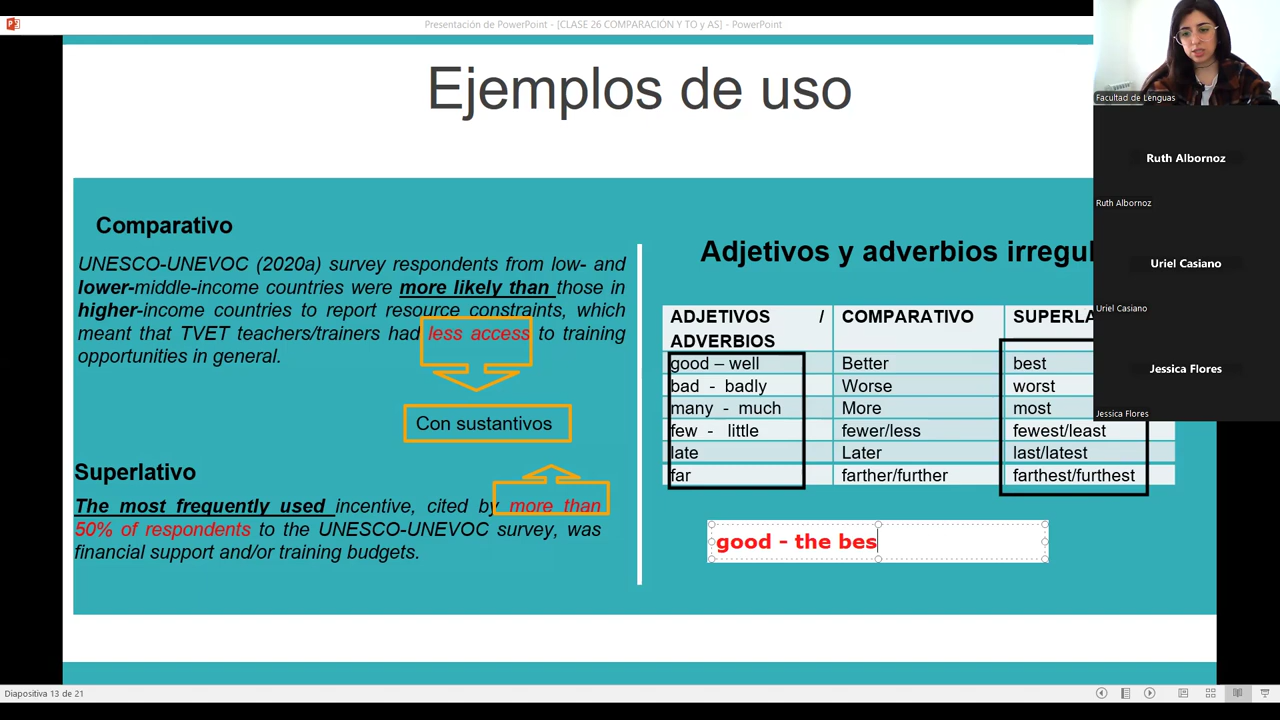 Presentación de PowerPoint - [CLASE 26 COMPARACIÓN Y TO y AS] - PowerPoint
Ejemplos de uso
Comparativo
UNESCO-UNEVOC (2020a) survey respondents from low- and
lower-middle-income countries were more likely than those in
higher-income countries to report resource constraints, which
meant that TVET teachers/trainers had less access to training
opportunities in general.
Con sustantivos
Superlativo
The most frequently used incentive, cited by more than
50% of respondents to the UNESCO-UNEVOC survey, was
financial support and/or training budgets.
Adjetivos y adverbios irregul
ADJETIVOS / COMPARATIVO SUPERLA
ADVERBIOS
good – well Better best
bad - badly Worse worst
many - much More most
few - little fewer/less fewest/least
late Later last/latest
far farther/further farthest/furthest
good - the bes
Facultad de Lenguas
Ruth Albornoz
Ruth Albornoz
Uriel Casiano
Uriel Casiano
Jessica Flores
Jessica Flores
Diapositiva 13 de 21